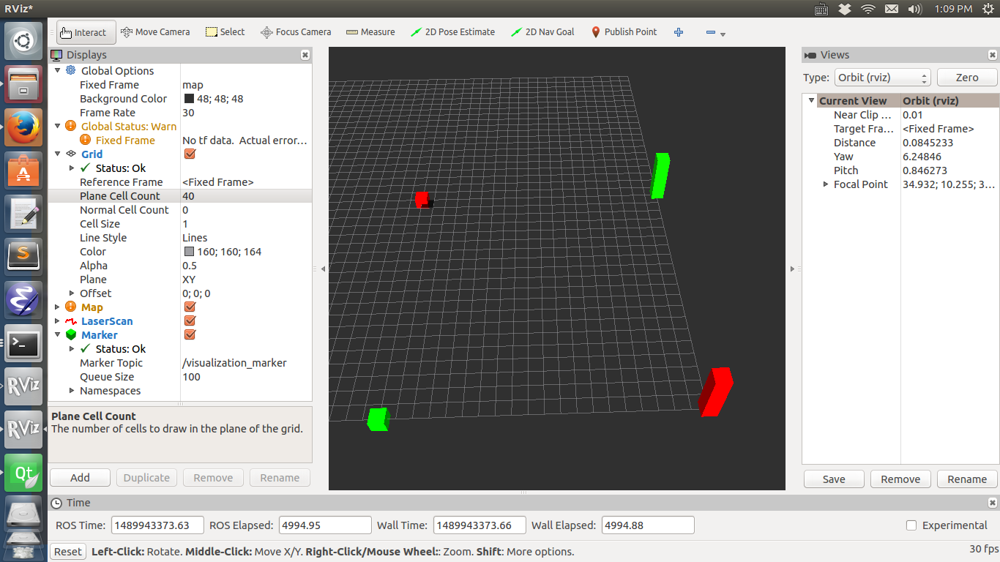 RViz*
1:09 PM
Interact Move Camera Select Focus Camera Measure 2D Pose Estimate 2D Nav Goal Publish Point
Displays
Global Options
Fixed Frame map
Background Color 48; 48; 48
Frame Rate 30
Global Status: Warn
Fixed Frame No tf data.  Actual error...
Grid
Status: Ok
Reference Frame <Fixed Frame>
Plane Cell Count 40
Normal Cell Count 0
Cell Size 1
Line Style Lines
Color 160; 160; 164
Alpha 0.5
Plane XY
Offset 0; 0; 0
Map
LaserScan
Marker
Status: Ok
Marker Topic /visualization_marker
Queue Size 100
Namespaces
Plane Cell Count
The number of cells to draw in the plane of the grid.
Add Duplicate Remove Rename
Views
Type: Orbit (rviz) Zero
Current View Orbit (rviz)
Near Clip ... 0.01
Target Fra... <Fixed Frame>
Distance 0.0845233
Yaw 6.24846
Pitch 0.846273
Focal Point 34.932; 10.255; 3...
Save Remove Rename
Time
ROS Time: 1489943373.63 ROS Elapsed: 4994.95 Wall Time: 1489943373.66 Wall Elapsed: 4994.88 Experimental
Reset Left-Click: Rotate. Middle-Click: Move X/Y. Right-Click/Mouse Wheel:: Zoom. Shift: More options. 30 fps
A
S
>_
RViz
RViz
Qt